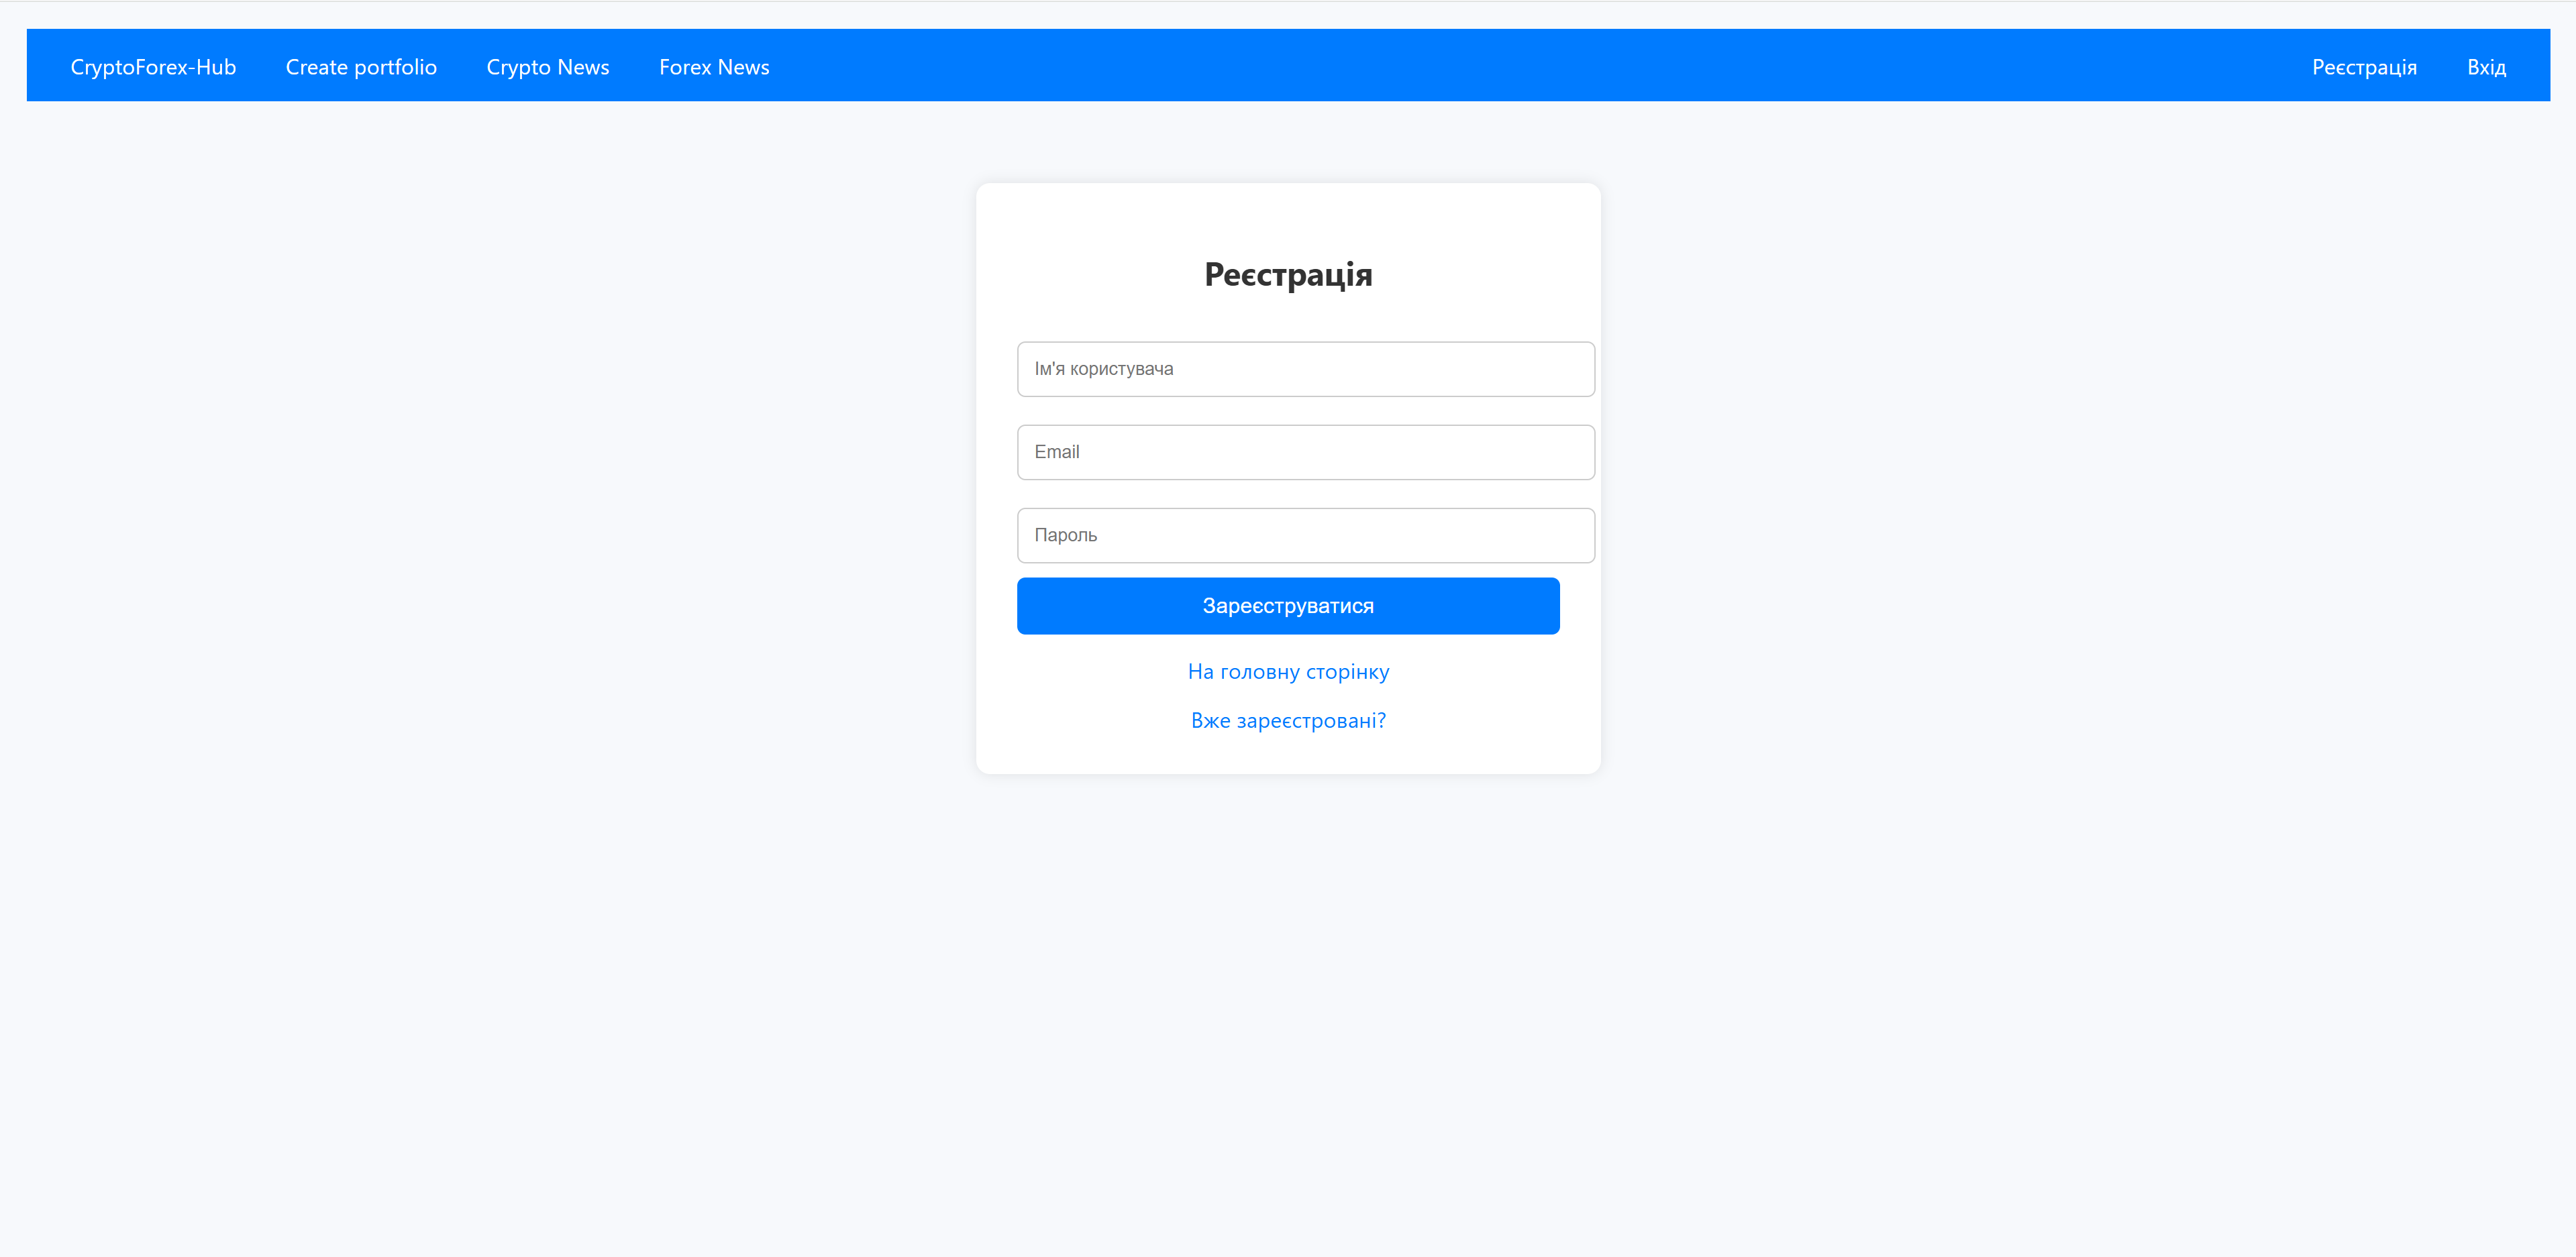 CryptoForex-Hub Create portfolio Crypto News Forex News Реєстрація Вхід
Реєстрація
Ім'я користувача
Email
Пароль
Зареєструватися
На головну сторінку
Вже зареєстровані?